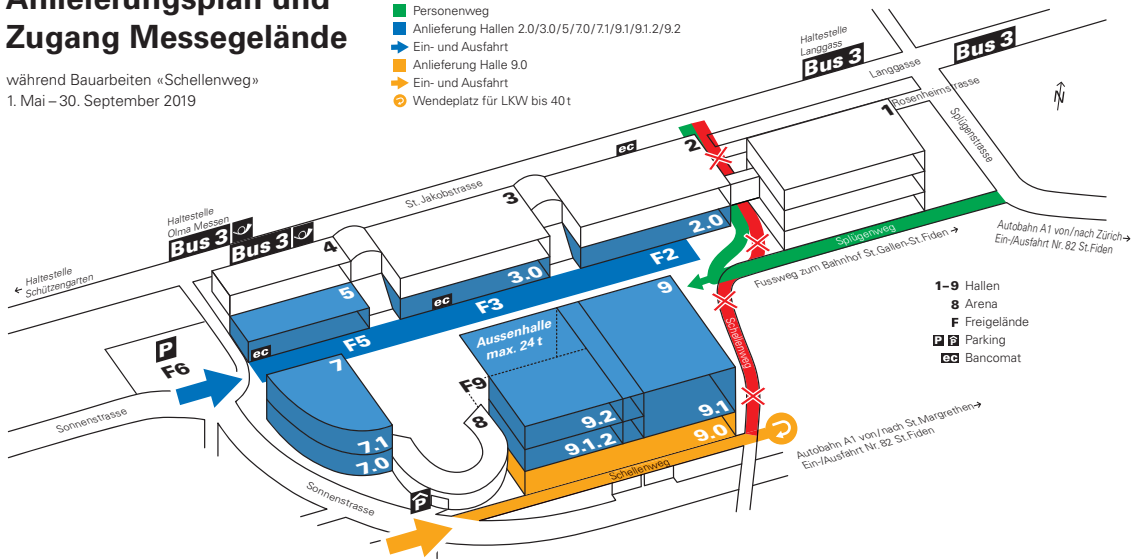 Anlieferungsplan und
Zugang Messegelände
während Bauarbeiten «Schellenweg»
1. Mai – 30. September 2019
Personenweg
Anlieferung Hallen 2.0/3.0/5/7.0/7.1/9.1/9.1.2/9.2
Ein- und Ausfahrt
Anlieferung Halle 9.0
Ein- und Ausfahrt
Wendeplatz für LKW bis 40 t
Haltestelle
Langgass
Bus 3
Bus 3
Langgasse
Rosenheimstrasse
Splügenstrasse
N
1
2
ec
St. Jakobstrasse
3
Haltestelle
Olma Messen
Bus 3
Bus 3
4
← Haltestelle
Schützengarten
2.0
Splügenweg
Fussweg zum Bahnhof St. Gallen-St. Fiden →
Autobahn A1 von/nach Zürich →
Ein-/Ausfahrt Nr. 82 St. Fiden
F2
3.0
ec
F3
5
ec
F5
9
Aussenhalle
max. 24 t
Schellenweg
1–9 Hallen
8 Arena
F Freigelände
P P Parking
ec Bancomat
P
F6
7
F9
8
7.1
7.0
9.2
9.1
9.1.2
9.0
Schellenweg
Sonnenstrasse
Sonnenstrasse
P
Autobahn A1 von/nach St. Margrethen →
Ein-/Ausfahrt Nr. 82 St. Fiden